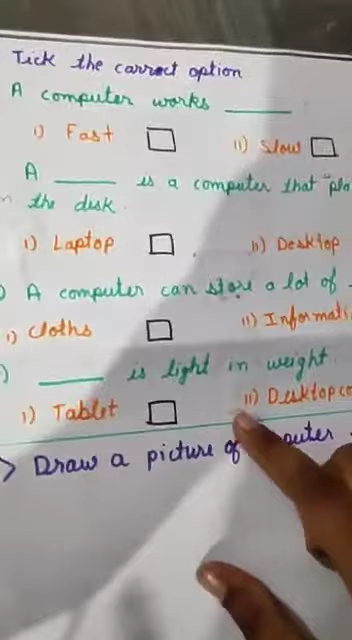 Tick the correct option
A computer works ______
i) Fast ii) Slow
A ______ is a computer that
the disk.
i) Laptop ii) Desktop
A computer can store a lot of
i) Cloths ii)
______ is light in weight.
i) Tablet ii) Desktop
Draw a picture of